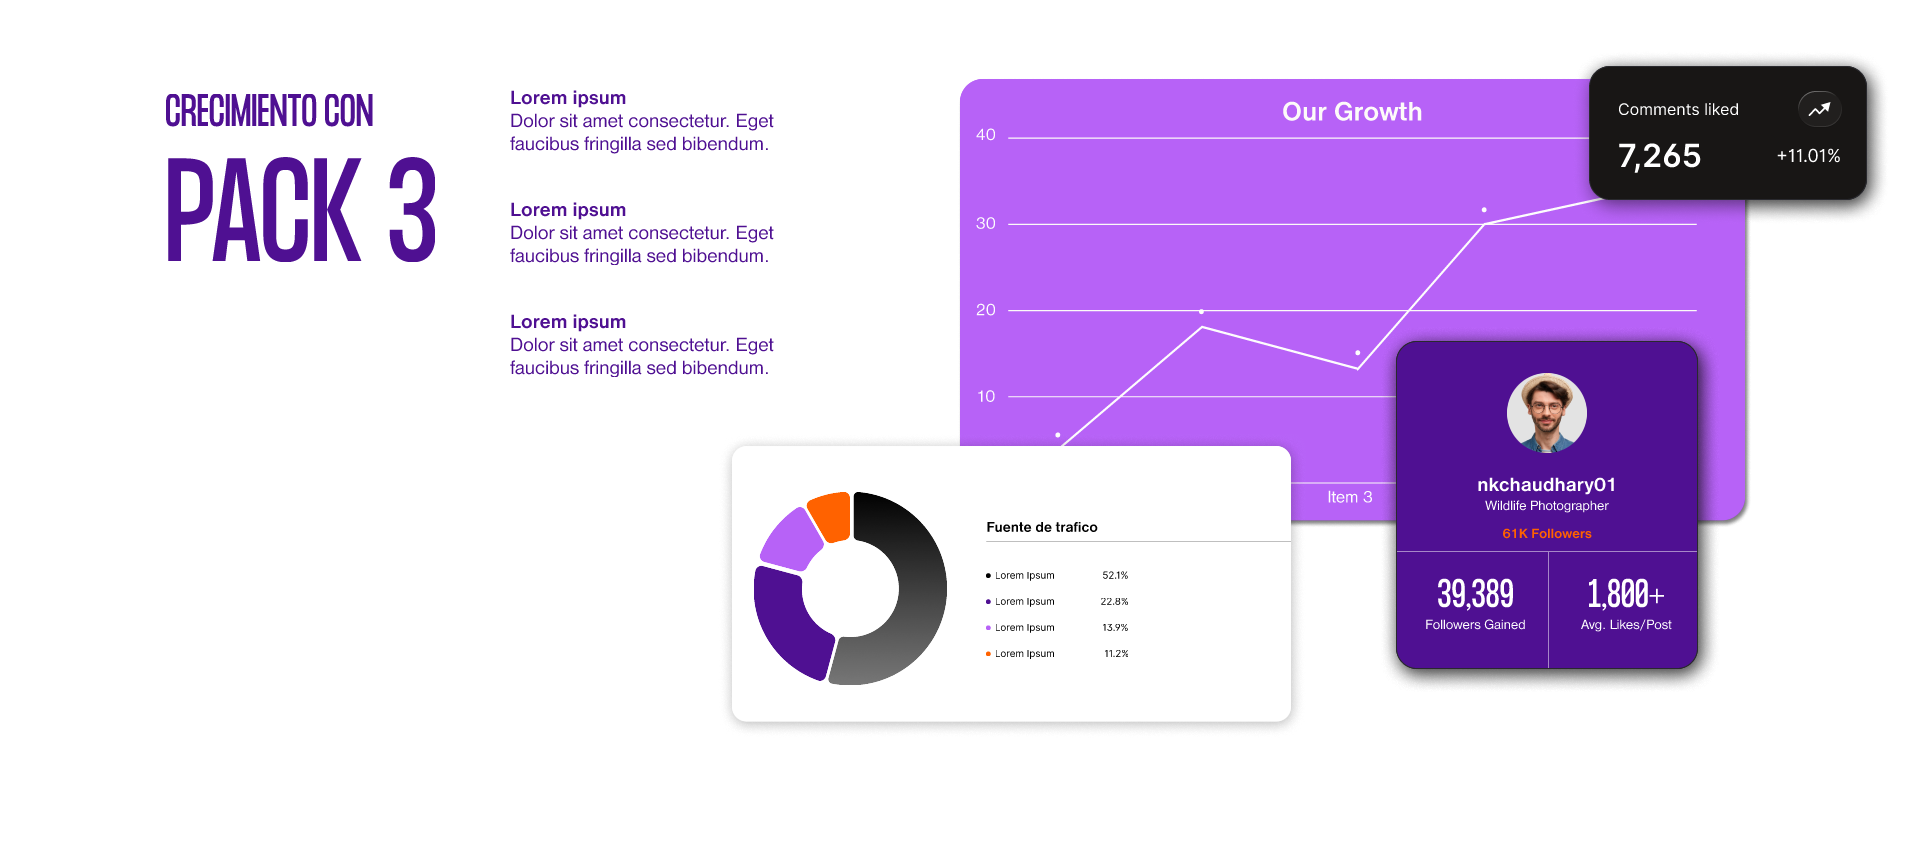 CRECIMIENTO CON
PACK 3
Lorem ipsum
Dolor sit amet consectetur. Eget
faucibus fringilla sed bibendum.
Lorem ipsum
Dolor sit amet consectetur. Eget
faucibus fringilla sed bibendum.
Lorem ipsum
Dolor sit amet consectetur. Eget
faucibus fringilla sed bibendum.
Our Growth
40
30
20
10
Item 3
Comments liked
7,265
+11.01%
Fuente de trafico
Lorem Ipsum 52.1%
Lorem Ipsum 22.8%
Lorem Ipsum 13.9%
Lorem Ipsum 11.2%
nkchaudhary01
Wildlife Photographer
61K Followers
39,389
Followers Gained
1,800+
Avg. Likes/Post